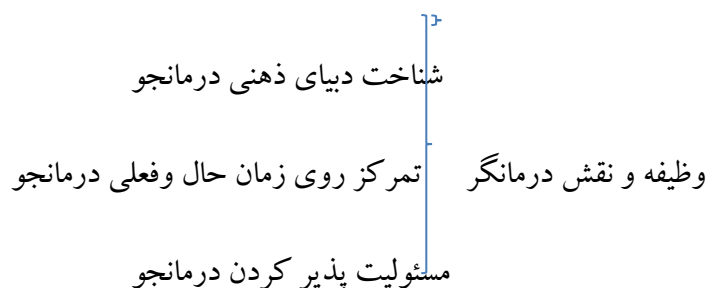 شناخت دبیای ذهنی درمانجو
وظیفه و نقش درمانگر تمرکز روی زمان حال وفعلی درمانجو
مسئولیت پذیر کردن درمانجو